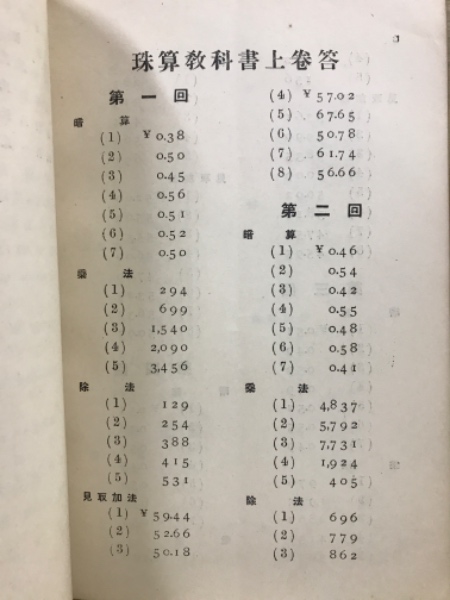 珠算教科書上卷答
第一回
暗算
(1) ¥ 0.38
(2) 0.50
(3) 0.45
(4) 0.56
(5) 0.51
(6) 0.52
(7) 0.50
乘法
(1) 294
(2) 699
(3) 1,540
(4) 2,090
(5) 3,456
除法
(1) 129
(2) 254
(3) 388
(4) 415
(5) 531
見取加法
(1) ¥ 59.44
(2) 52.66
(3) 50.18
(4) ¥ 57.02
(5) 67.65
(6) 50.78
(7) 61.74
(8) 56.66
第二回
暗算
(1) ¥ 0.46
(2) 0.54
(3) 0.42
(4) 0.55
(5) 0.48
(6) 0.58
(7) 0.41
乘法
(1) 4,837
(2) 5,792
(3) 7,731
(4) 1,924
(5) 405
除法
(1) 696
(2) 779
(3) 862